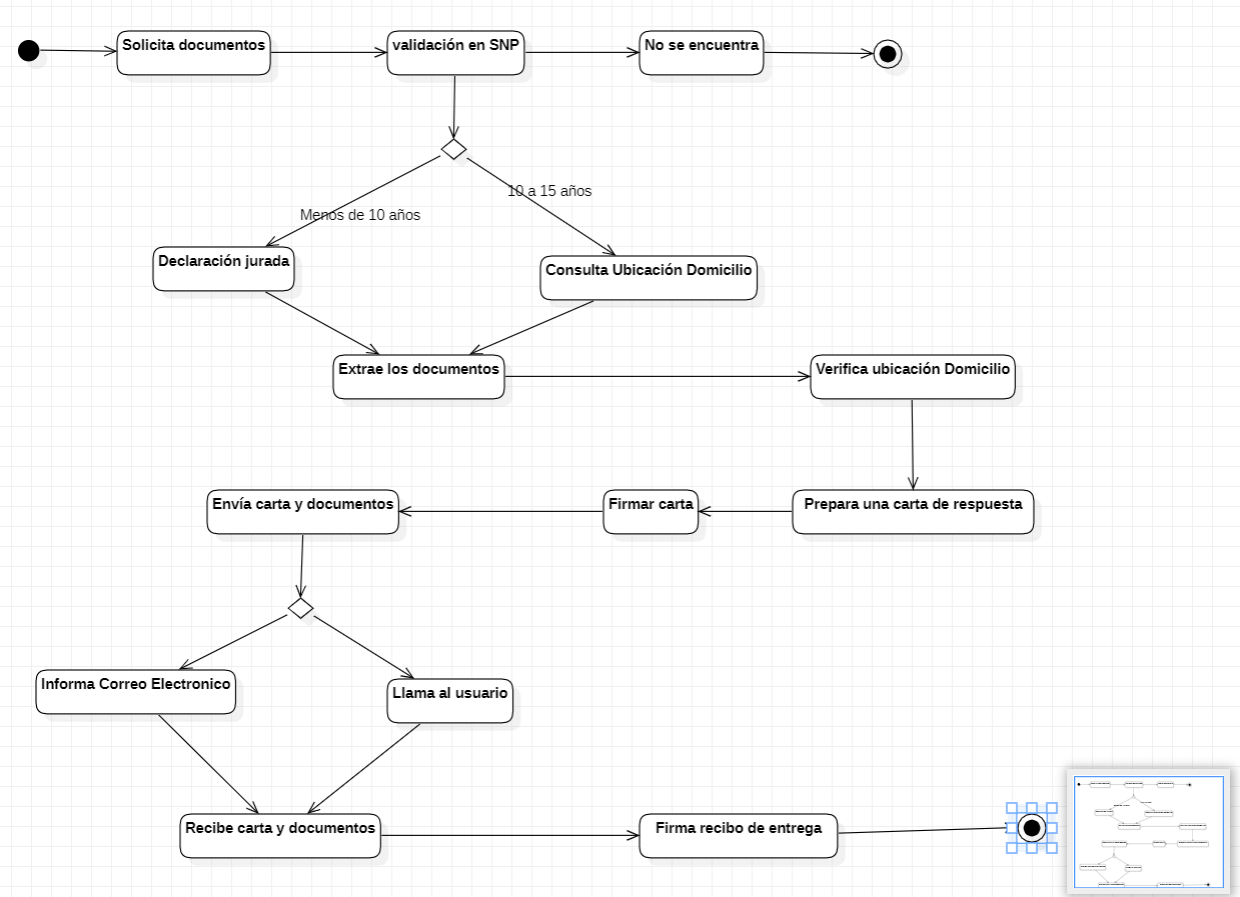 Solicita documentos
validación en SNP
No se encuentra
10 a 15 años
Menos de 10 años
Declaración jurada
Consulta Ubicación Domicilio
Extrae los documentos
Verifica ubicación Domicilio
Envía carta y documentos
Firmar carta
Prepara una carta de respuesta
Informa Correo Electronico
Llama al usuario
Recibe carta y documentos
Firma recibo de entrega